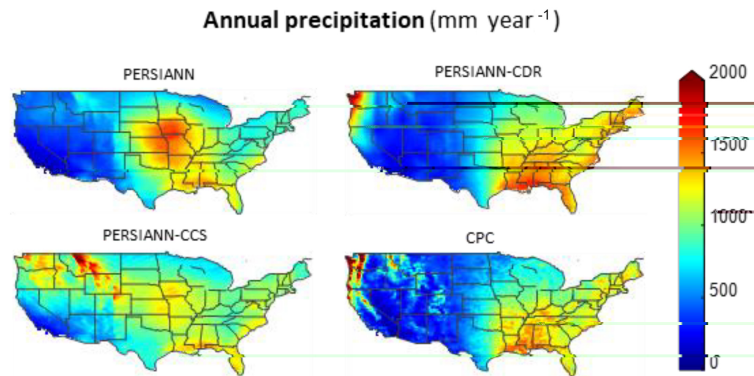 Annual precipitation (mm year -1)
PERSIANN
PERSIANN-CDR
2000
1500
1000
500
0
PERSIANN-CCS
CPC